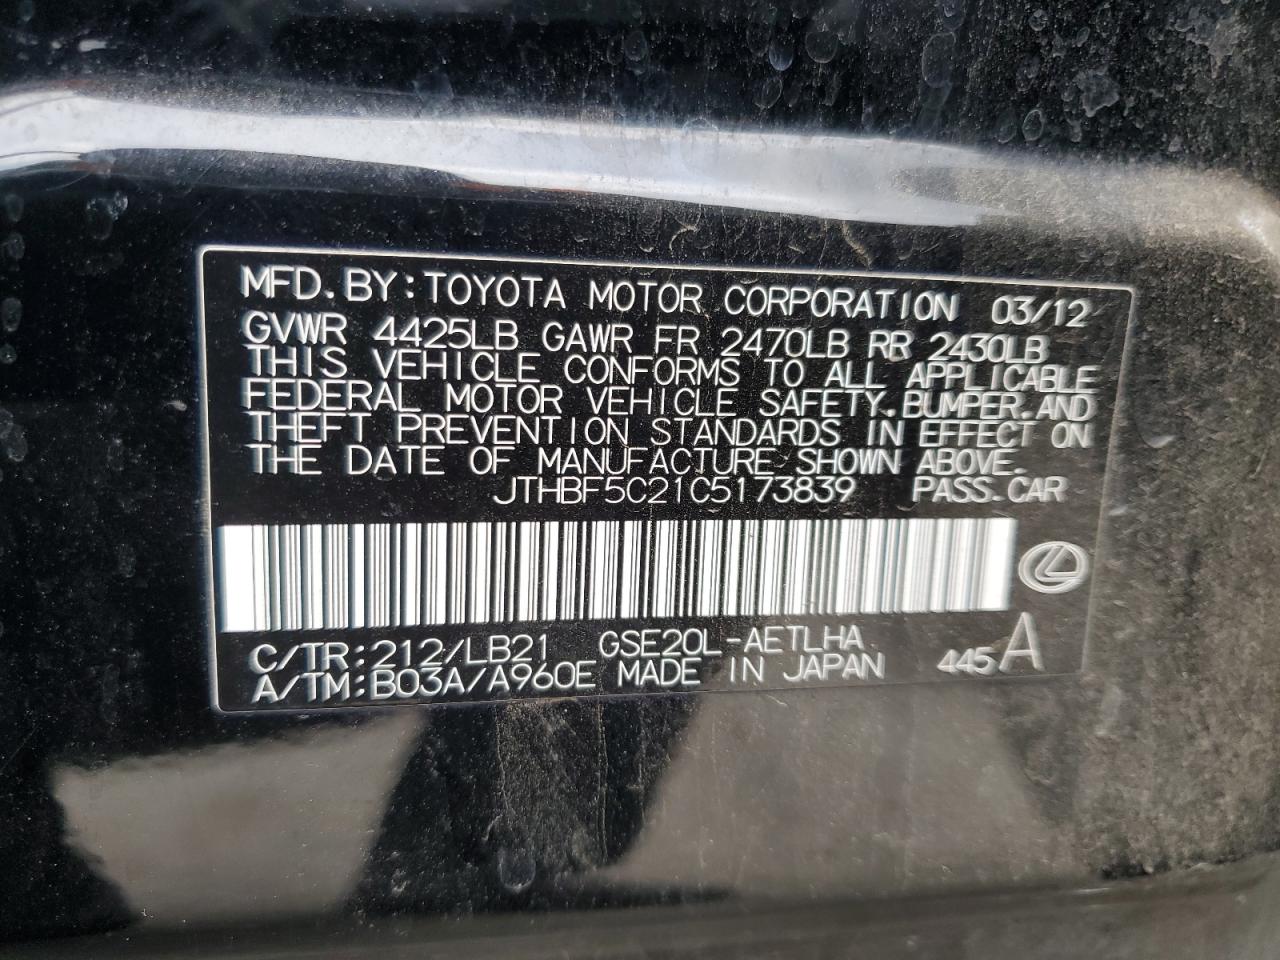 MFD.BY:TOYOTA MOTOR CORPORATION 03/12
GVWR 4425LB GAWR FR 2470LB RR 2430LB
THIS VEHICLE CONFORMS TO ALL APPLICABLE
FEDERAL MOTOR VEHICLE SAFETY.BUMPER.AND
THEFT PREVENTION STANDARDS IN EFFECT ON
THE DATE OF MANUFACTURE SHOWN ABOVE.
JTHBF5C21C5173839 PASS.CAR
C/TR:212/LB21 GSE20L-AETLHA
A/TM:B03A/A960E MADE IN JAPAN 445 A